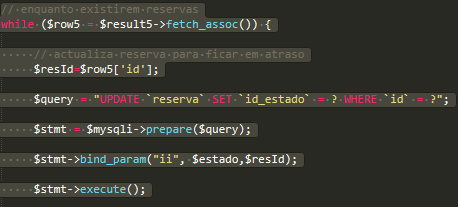 // enquanto existirem reservas
while ($row5 = $result5->fetch_assoc()) {
// actualiza reserva para ficar em atraso
$resId=$row5['id'];
$query = "UPDATE `reserva` SET `id_estado` = ? WHERE `id` = ?";
$stmt = $mysqli->prepare($query);
$stmt->bind_param("ii", $estado,$resId);
$stmt->execute();